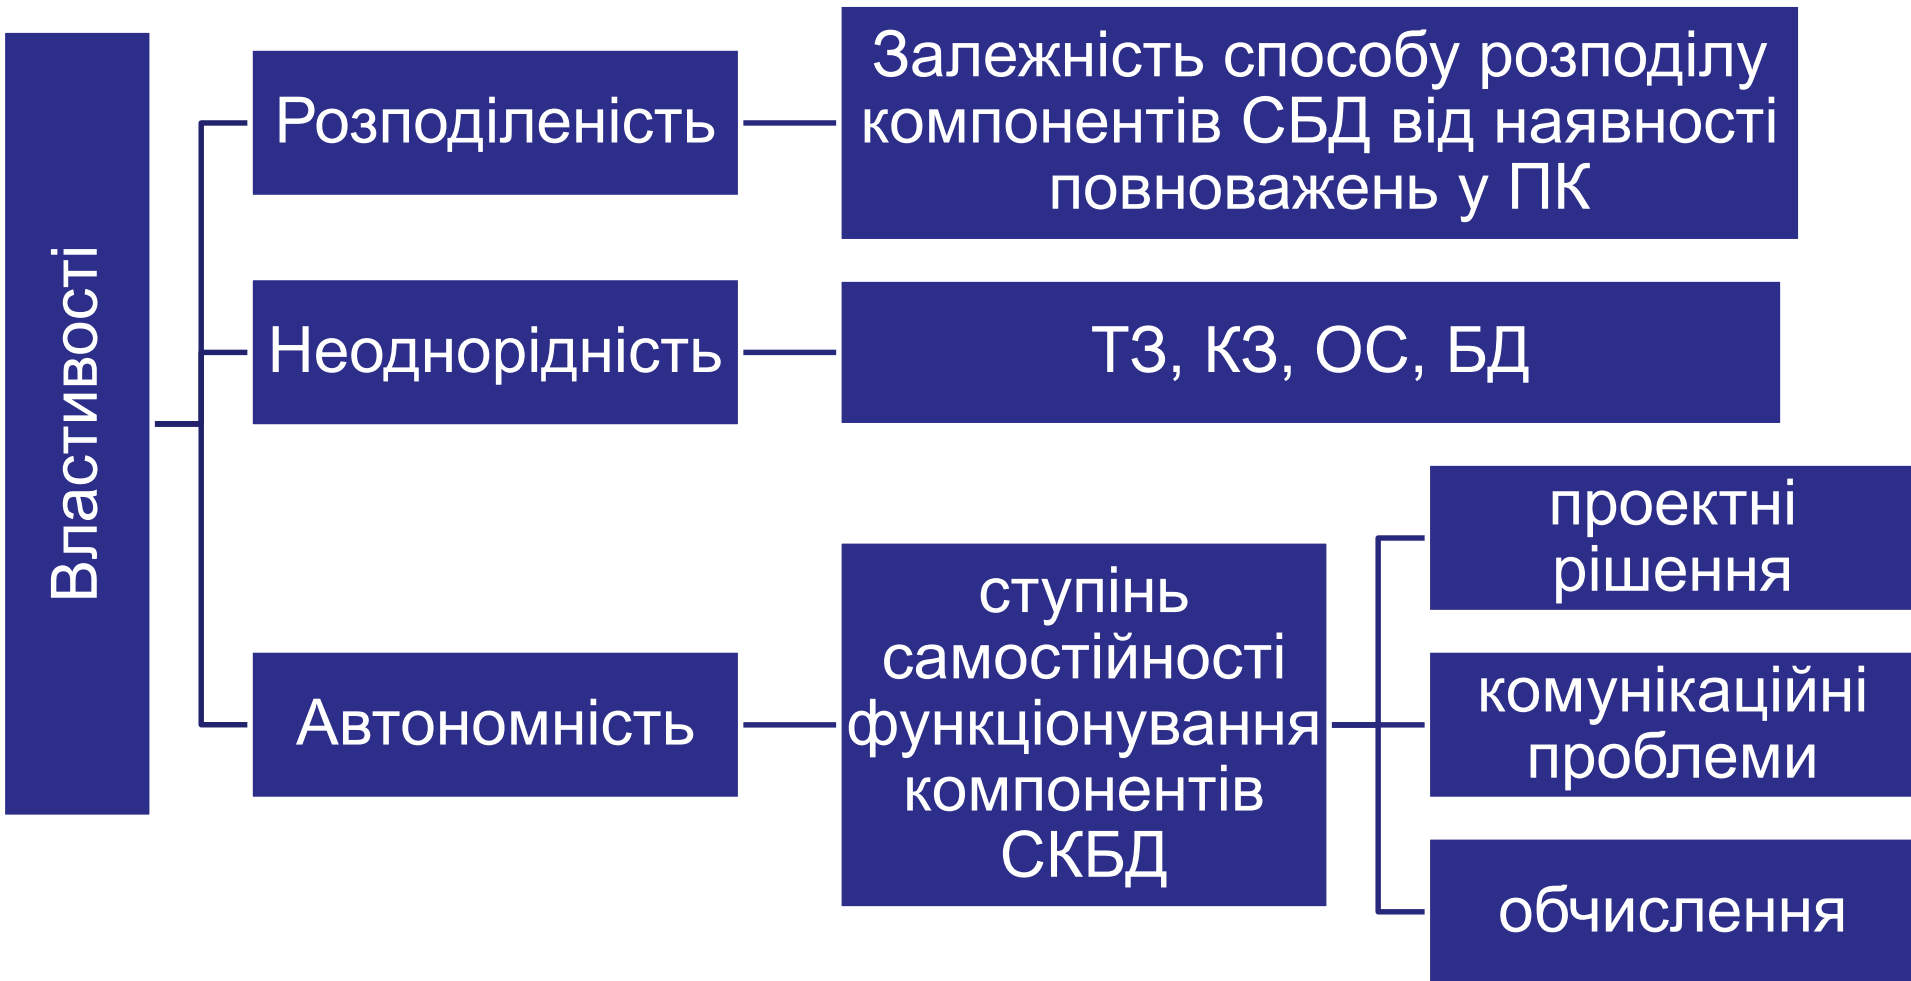 Властивості
Розподіленість
Залежність способу розподілу
компонентів СБД від наявності
повноважень у ПК
Неоднорідність
ТЗ, КЗ, ОС, БД
Автономність
ступінь
самостійності
функціонування
компонентів
СКБД
проектні
рішення
комунікаційні
проблеми
обчислення